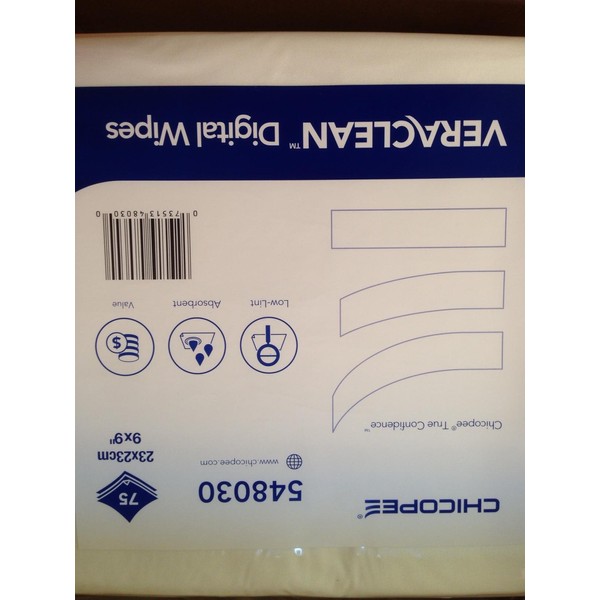 CHICOPEE®
548030
75
www.chicopee.com
23x23cm
9x9"
Chicopee® True Confidence™
Low-Lint
Absorbent
Value
$
0 73513 48030 0
VERACLEAN™ Digital Wipes